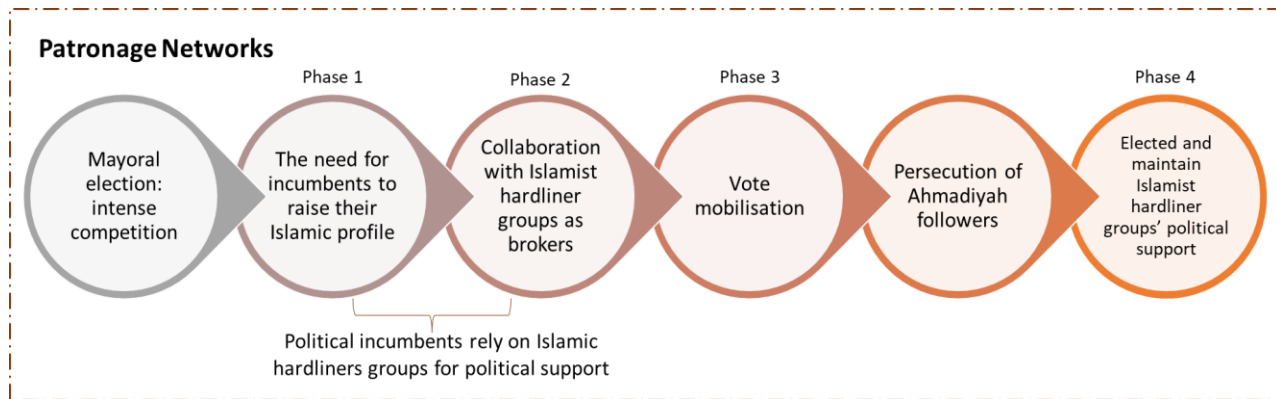 Patronage Networks
Phase 1
Phase 2
Phase 3
Phase 4
Mayoral
election:
intense
competition
The need for
incumbents to
raise their
Islamic profile
Collaboration
with Islamist
hardliner
groups as
brokers
Vote
mobilisation
Persecution of
Ahmadiyah
followers
Elected and
maintain
Islamist
hardliner
groups’ political
support
Political incumbents rely on Islamic
hardliners groups for political support